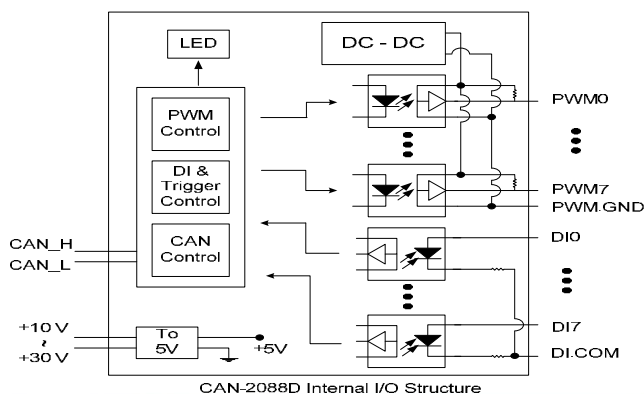 LED
DC - DC
PWM
Control
DI &
Trigger
Control
CAN
Control
CAN_H
CAN_L
+10 V
~
+30 V
To
5V
+5V
PWM0
PWM7
PWM.GND
DI0
DI7
DI.COM
CAN-2088D Internal I/O Structure